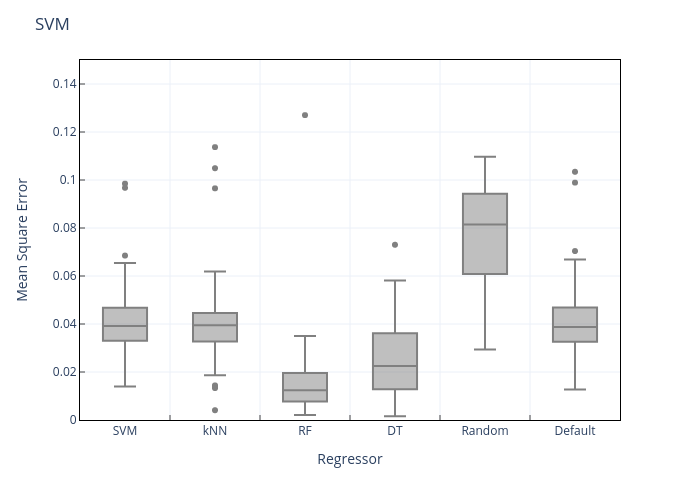 SVM
Mean Square Error
0.14
0.12
0.1
0.08
0.06
0.04
0.02
0
SVM kNN RF DT Random Default
Regressor